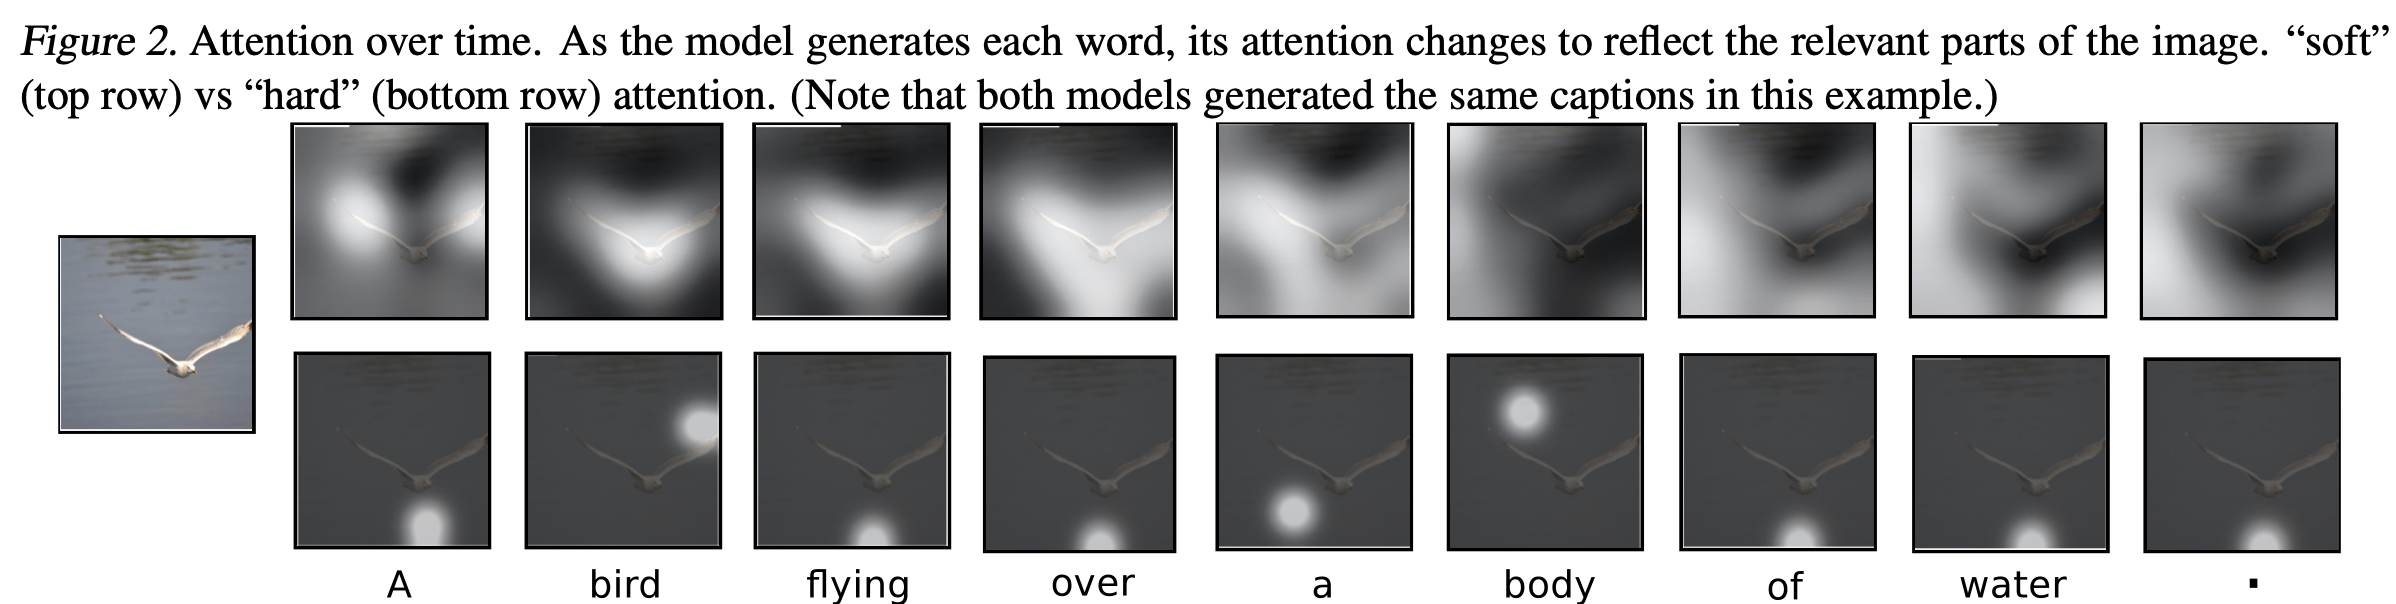 Figure 2. Attention over time. As the model generates each word, its attention changes to reflect the relevant parts of the image. “soft”
(top row) vs “hard” (bottom row) attention. (Note that both models generated the same captions in this example.)
A bird flying over a body of water .